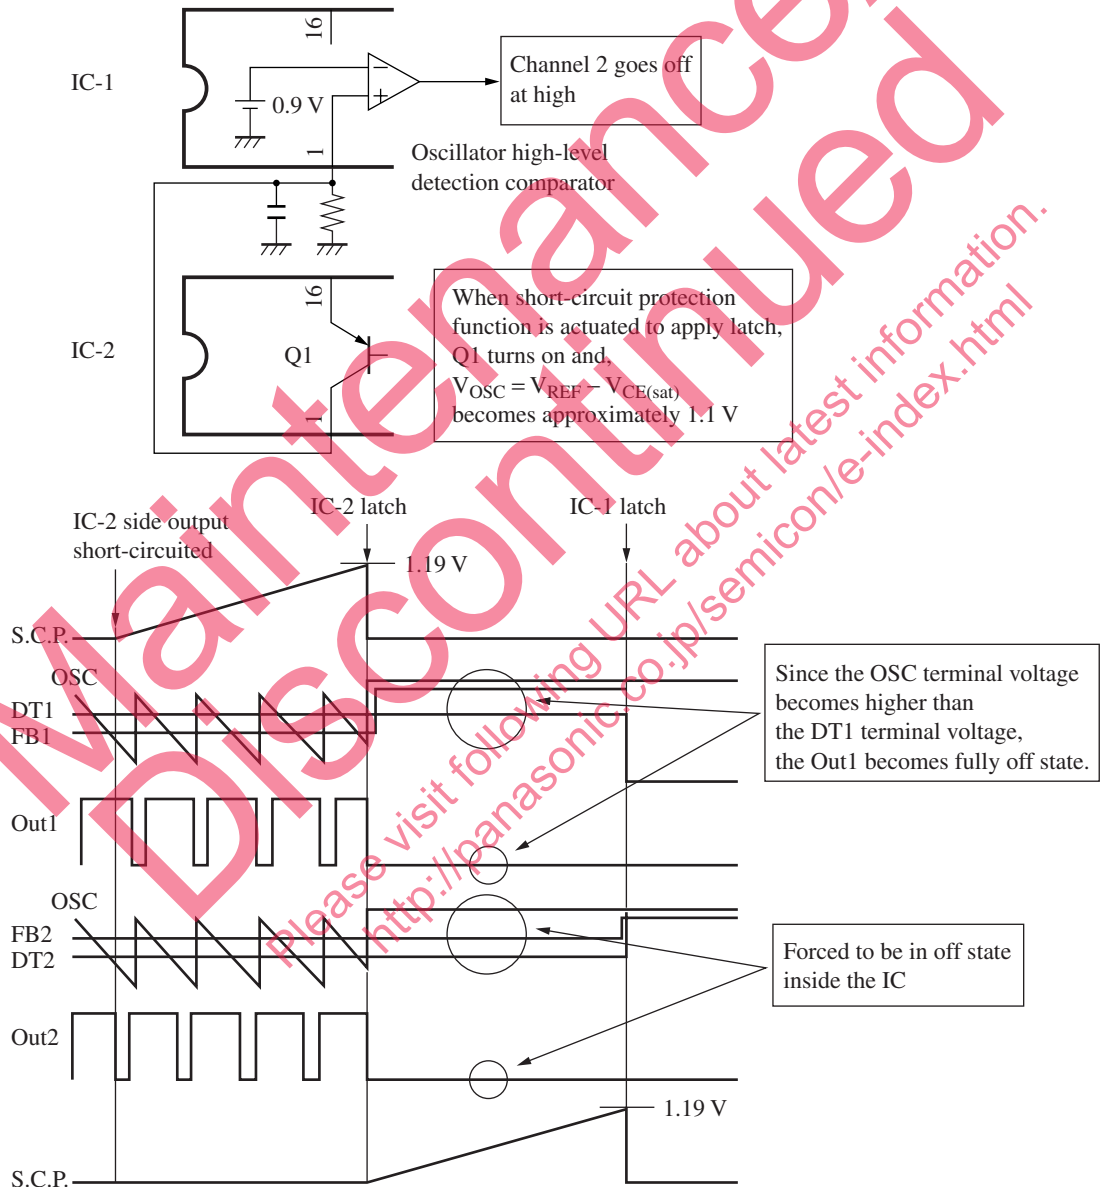 16
IC-1
0.9 V
−
+
1
Channel 2 goes off
at high
Oscillator high-level
detection comparator
16
IC-2
Q1
1
When short-circuit protection
function is actuated to apply latch,
Q1 turns on and,
VOSC = VREF − VCE(sat)
becomes approximately 1.1 V
IC-2 side output
short-circuited
IC-2 latch
IC-1 latch
1.19 V
S.C.P.
OSC
DT1
FB1
Since the OSC terminal voltage
becomes higher than
the DT1 terminal voltage,
the Out1 becomes fully off state.
Out1
OSC
FB2
DT2
Forced to be in off state
inside the IC
Out2
1.19 V
S.C.P.
Maintenance
Discontinued
Please visit following URL about latest information.
http://panasonic.co.jp/semicon/e-index.html